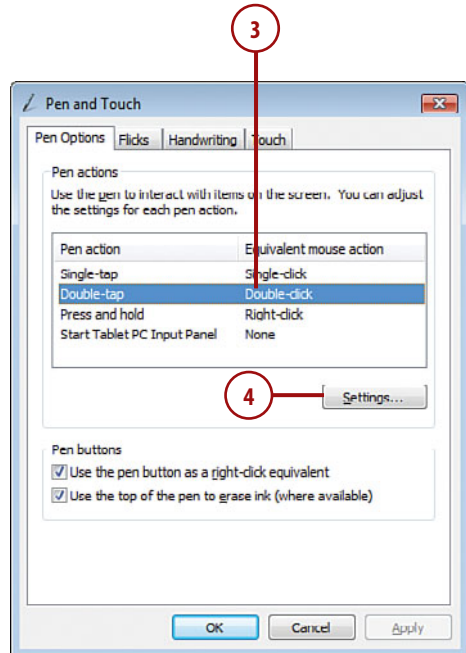 3
Pen and Touch
Pen Options Flicks Handwriting Touch
Pen actions
Use the pen to interact with items on the screen. You can adjust
the settings for each pen action.
Pen action Equivalent mouse action
Single-tap Single-click
Double-tap Double-click
Press and hold Right-click
Start Tablet PC Input Panel None
4 Settings...
Pen buttons
Use the pen button as a right-click equivalent
Use the top of the pen to erase ink (where available)
OK Cancel Apply